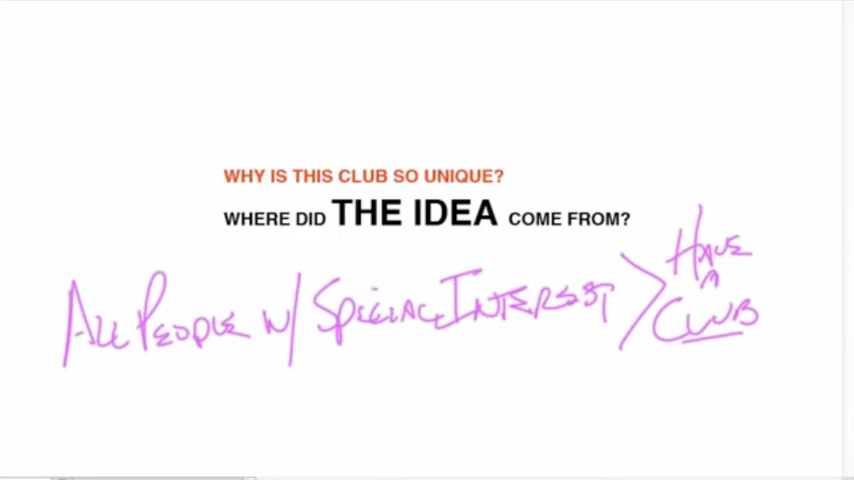 WHY IS THIS CLUB SO UNIQUE?
WHERE DID THE IDEA COME FROM?
ALL PEOPLE W/ SPECIAL INTEREST > HAVE A CLUB